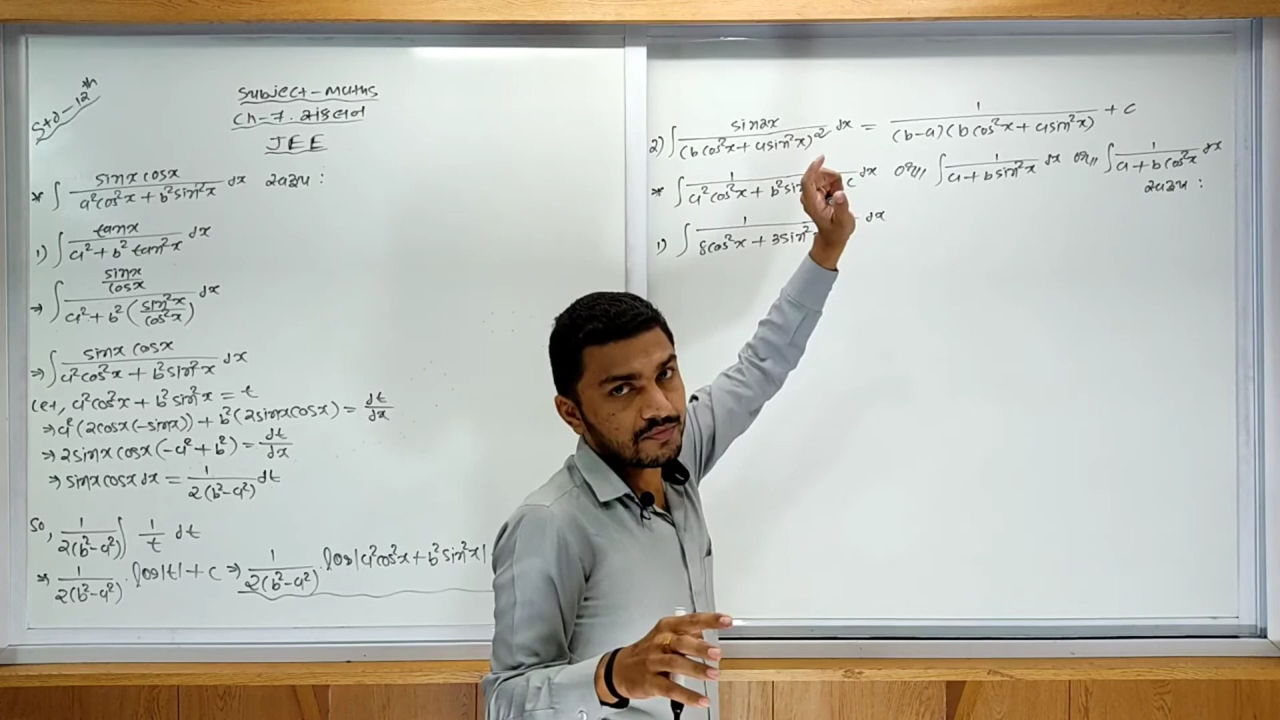 Std-12th
Subject-Maths
Ch-7. સંકલન
JEE
* ∫ sinx cosx / (a²cos²x + b²sin²x) dx સ્વરૂપ :
1) ∫ tanx / (a² + b² tan²x) dx
⇒ ∫ (sinx/cosx) / (a² + b² (sin²x/cos²x)) dx
⇒ ∫ sinx cosx / (a²cos²x + b²sin²x) dx
Let, a²cos²x + b²sin²x = t
⇒ a²(2cosx(-sinx)) + b²(2sinxcosx) = dt/dx
⇒ 2sinx cosx (-a² + b²) = dt/dx
⇒ sinx cosx dx = 1/(2(b²-a²)) dt
So, 1/(2(b²-a²)) ∫ 1/t dt
⇒ 1/(2(b²-a²)) · log|t| + c ⇒ 1/(2(b²-a²)) · log|a²cos²x + b²sin²x|
2) ∫ sin2x / (b cos²x + a sin²x)² dx = 1 / ((b-a)(b cos²x + a sin²x)) + c
* ∫ 1 / (a²cos²x + b²sin c dx અથવા ∫ 1 / (a + b sin²x) dx અથવા ∫ 1 / (a + b cos²x) dx
સ્વરૂપ :
1) ∫ 1 / (8cos²x + 3sin² dx